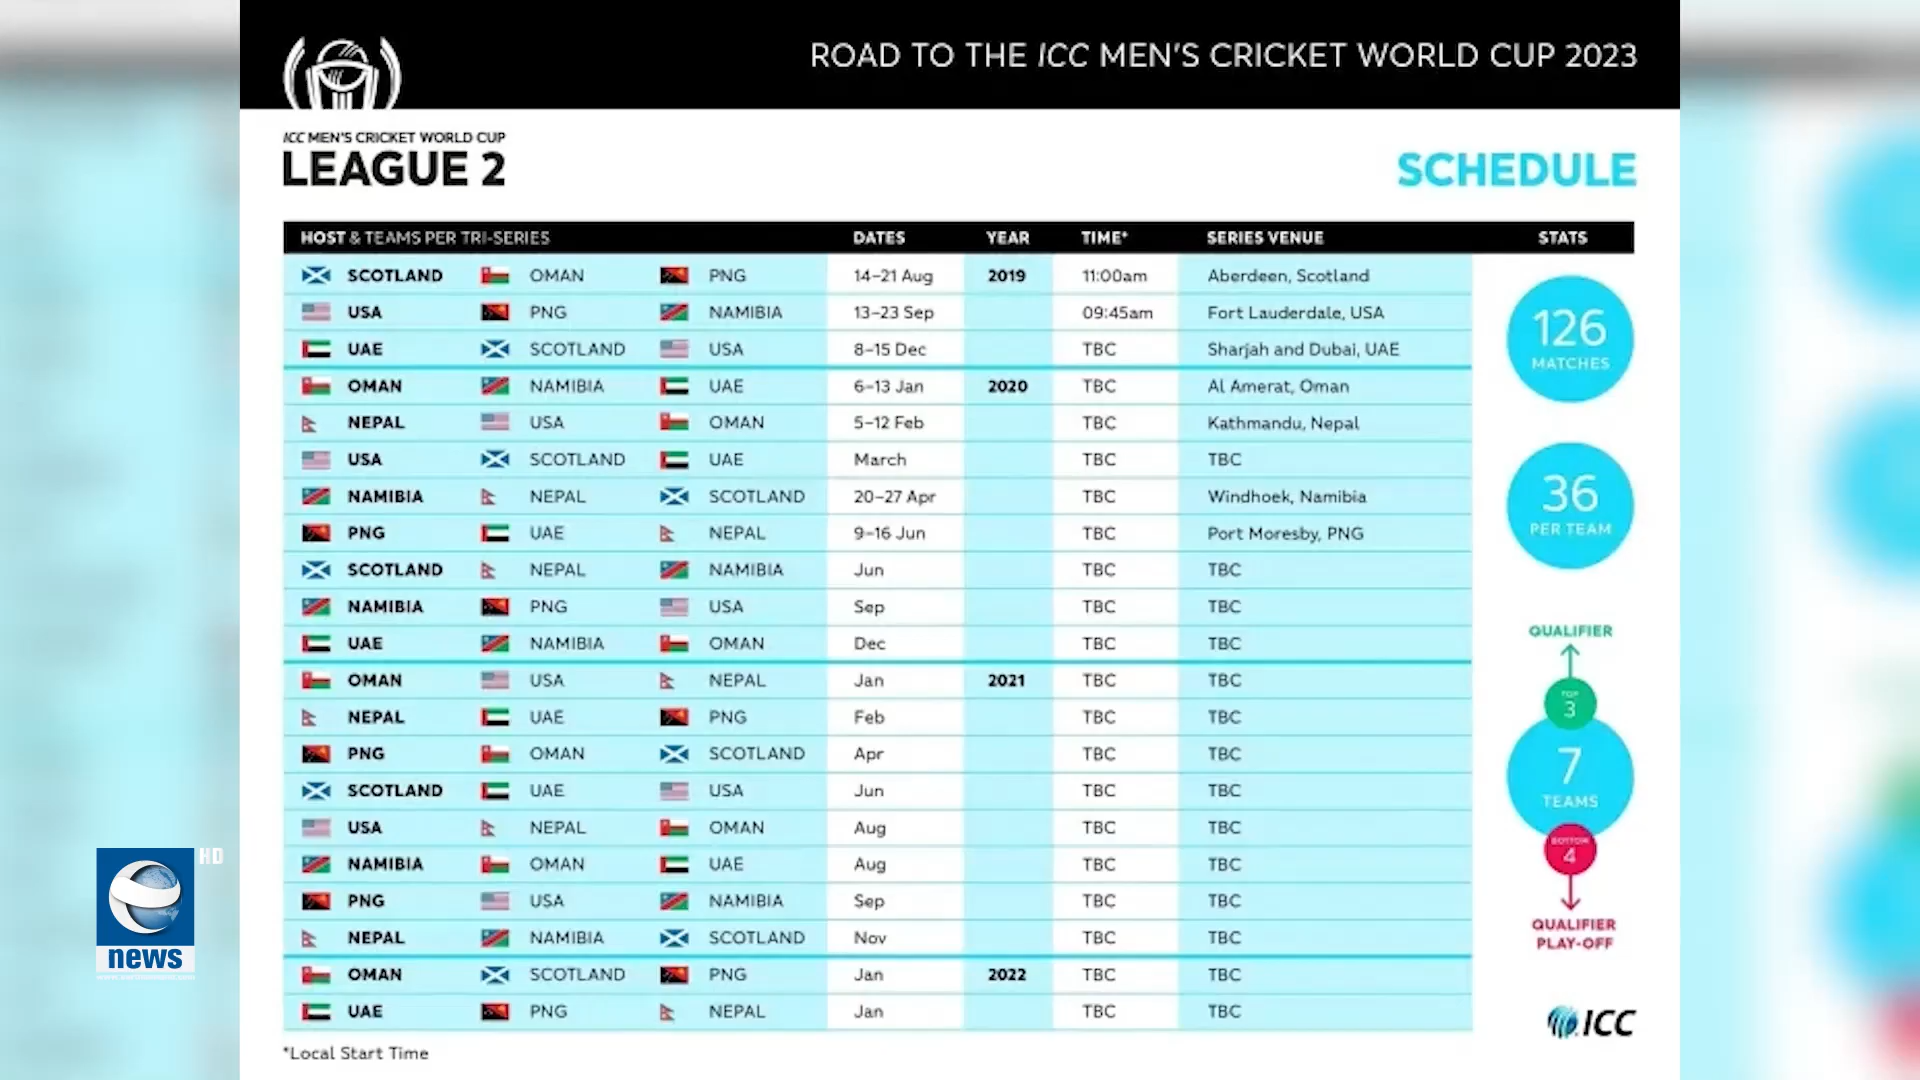 ROAD TO THE ICC MEN'S CRICKET WORLD CUP 2023
ICC MEN'S CRICKET WORLD CUP
LEAGUE 2
SCHEDULE
HOST & TEAMS PER TRI-SERIES DATES YEAR TIME* SERIES VENUE STATS
SCOTLAND OMAN PNG 14–21 Aug 2019 11:00am Aberdeen, Scotland
USA PNG NAMIBIA 13–23 Sep 09:45am Fort Lauderdale, USA
UAE SCOTLAND USA 8–15 Dec TBC Sharjah and Dubai, UAE
OMAN NAMIBIA UAE 6–13 Jan 2020 TBC Al Amerat, Oman
NEPAL USA OMAN 5–12 Feb TBC Kathmandu, Nepal
USA SCOTLAND UAE March TBC TBC
NAMIBIA NEPAL SCOTLAND 20–27 Apr TBC Windhoek, Namibia
PNG UAE NEPAL 9–16 Jun TBC Port Moresby, PNG
SCOTLAND NEPAL NAMIBIA Jun TBC TBC
NAMIBIA PNG USA Sep TBC TBC
UAE NAMIBIA OMAN Dec TBC TBC
OMAN USA NEPAL Jan 2021 TBC TBC
NEPAL UAE PNG Feb TBC TBC
PNG OMAN SCOTLAND Apr TBC TBC
SCOTLAND UAE USA Jun TBC TBC
USA NEPAL OMAN Aug TBC TBC
NAMIBIA OMAN UAE Aug TBC TBC
PNG USA NAMIBIA Sep TBC TBC
NEPAL NAMIBIA SCOTLAND Nov TBC TBC
OMAN SCOTLAND PNG Jan 2022 TBC TBC
UAE PNG NEPAL Jan TBC TBC
*Local Start Time
126
MATCHES
36
PER TEAM
QUALIFIER
TOP
3
7
TEAMS
BOTTOM
4
QUALIFIER
PLAY-OFF
ICC
HD
news